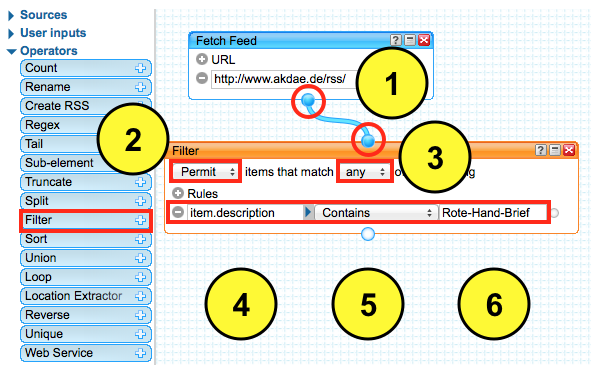 Sources
User inputs
Operators
Count
Rename
Create RSS
Regex
Tail
Sub-element
Truncate
Split
Filter
Sort
Union
Loop
Location Extractor
Reverse
Unique
Web Service
Fetch Feed
URL
http://www.akdae.de/rss/
1
2
3
Filter
Permit items that match any
Rules
item.description Contains Rote-Hand-Brief
4 5 6